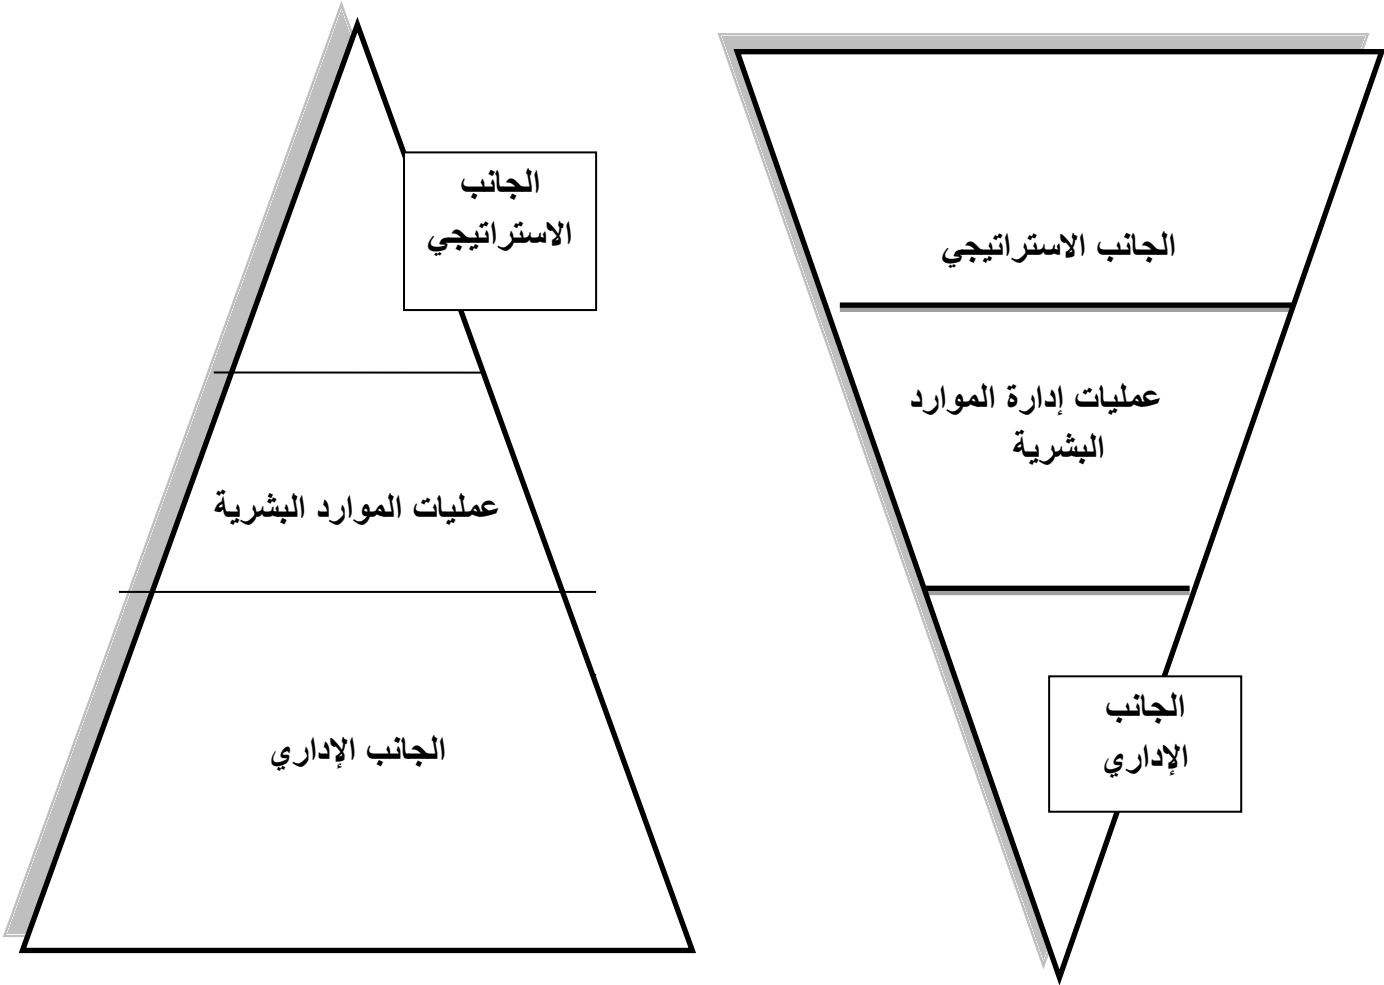 الجانب الاستراتيجي
عمليات إدارة الموارد
البشرية
الجانب
الإداري
الجانب
الاستراتيجي
عمليات الموارد البشرية
الجانب الإداري